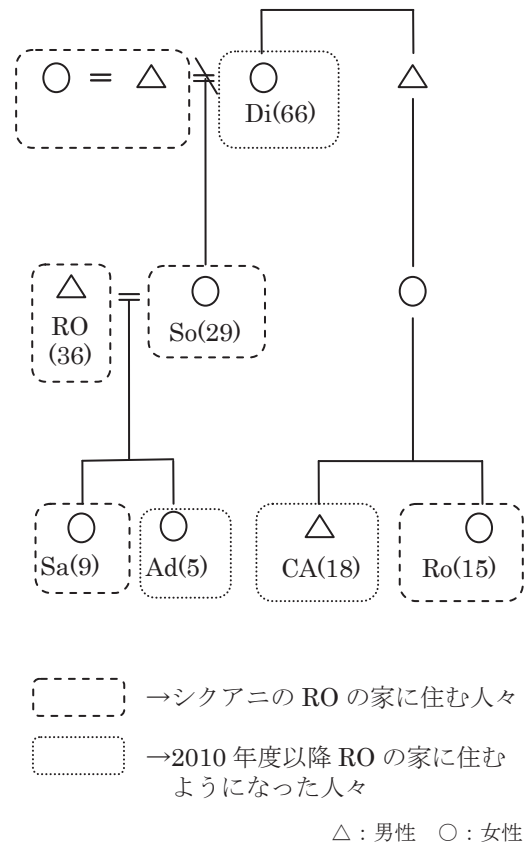 Di(66)
RO
(36)
So(29)
Sa(9) Ad(5) CA(18) Ro(15)
→シクアニの RO の家に住む人々
→2010 年度以降 RO の家に住む
ようになった人々
△:男性 ○:女性